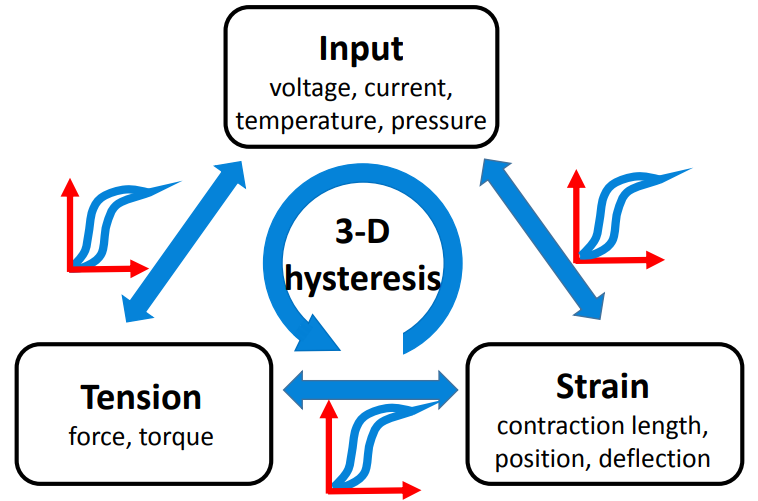 Input
voltage, current,
temperature, pressure
3-D
hysteresis
Tension
force, torque
Strain
contraction length,
position, deflection